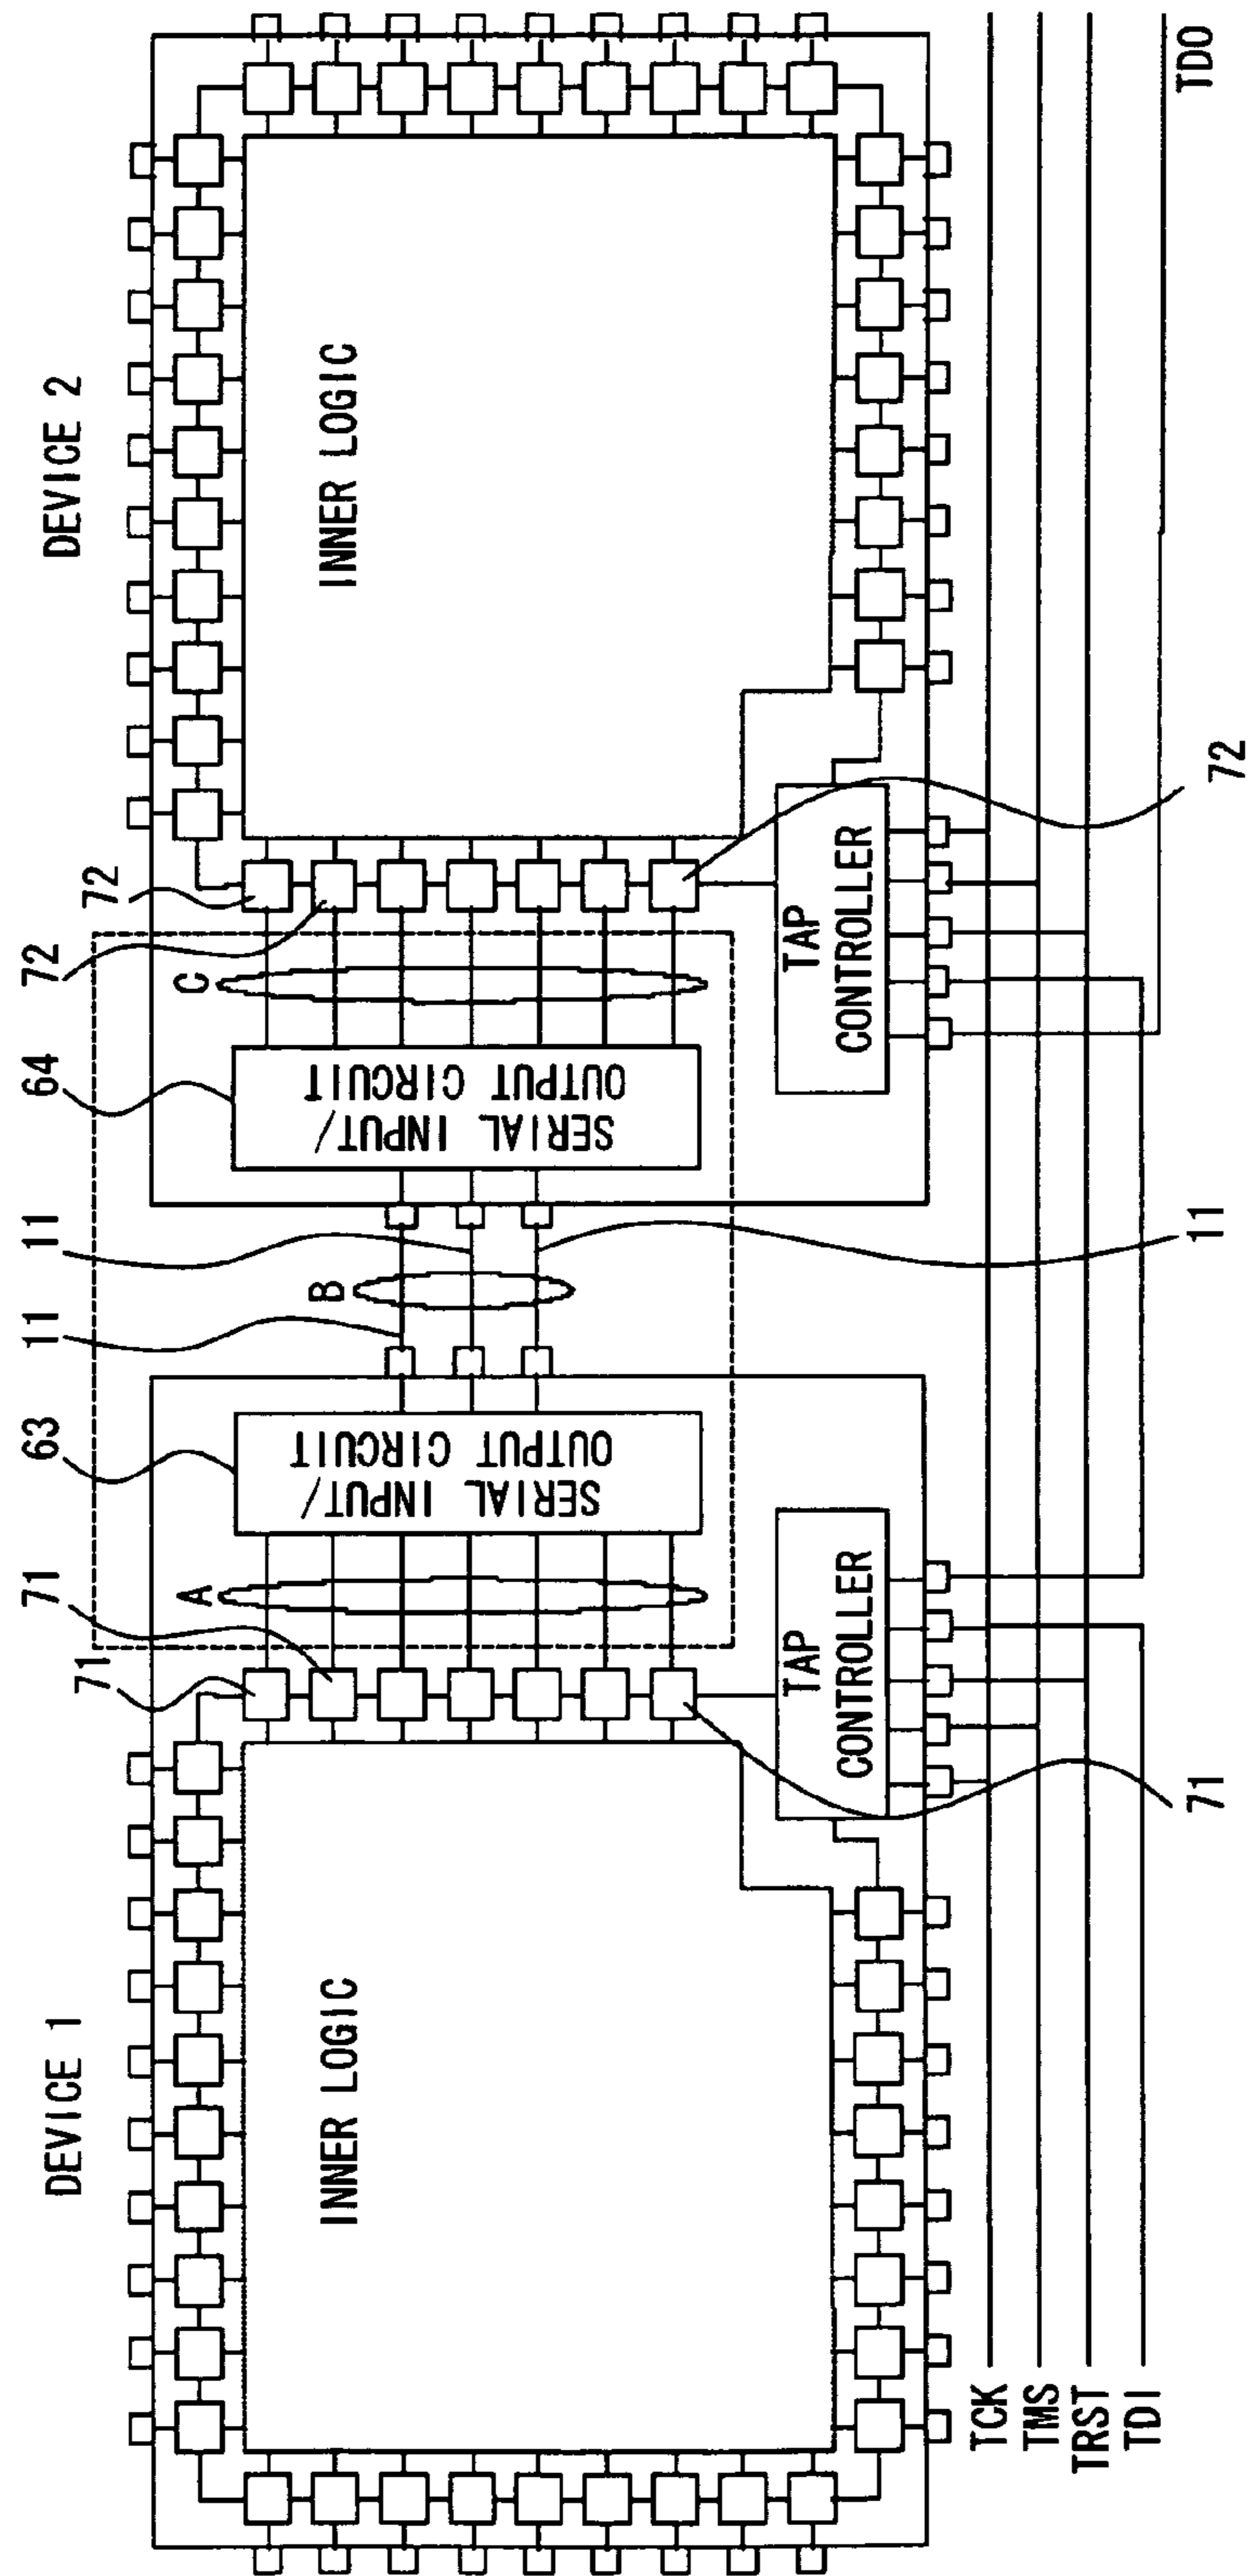 DEVICE 1
DEVICE 2
71
63
11
11
64
72
72
71
A
B
C
INNER LOGIC
SERIAL INPUT/
OUTPUT CIRCUIT
SERIAL INPUT/
OUTPUT CIRCUIT
INNER LOGIC
TAP
CONTROLLER
TAP
CONTROLLER
71
11
72
TCK
TMS
TRST
TDI
TDO